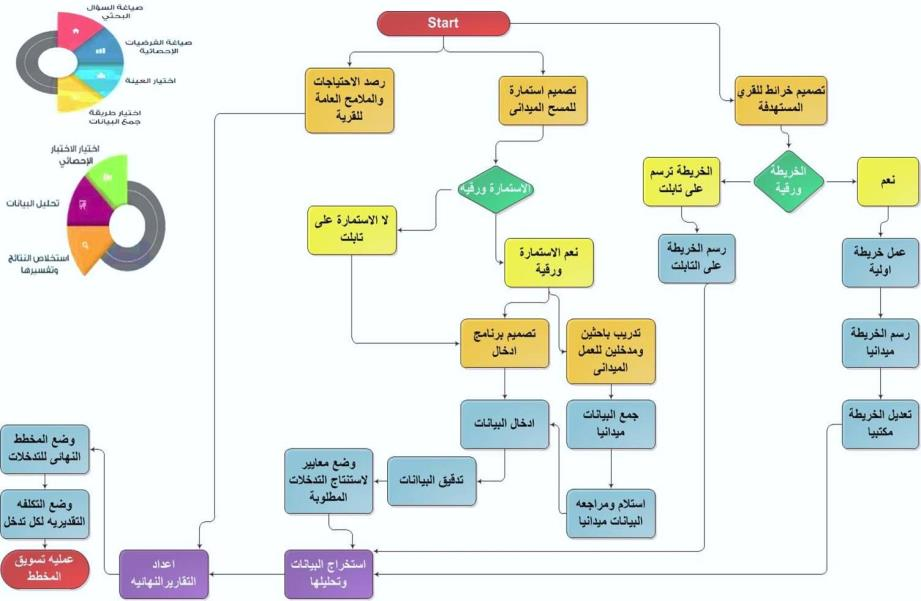 صياغة السؤال
البحثي
صياغة الفرضيات
الإحصائية
اختيار العينة
اختيار طريقة
جمع البيانات
اختيار الاختبار
الإحصائي
تحليل البيانات
استخلاص النتائج
وتفسيرها
Start
رصد الاحتياجات
والملامح العامة
للقرية
تصميم استمارة
للمسح الميدانى
تصميم خرائط للقري
المستهدفة
الاستمارة ورقيه
الخريطة
ورقية
الخريطة ترسم
على تابلت
نعم
لا الاستمارة على
تابلت
نعم الاستمارة
ورقية
رسم الخريطة
على التابلت
عمل خريطة
اولية
تصميم برنامج
ادخال
تدريب باحثين
ومدخلين للعمل
الميدانى
رسم الخريطة
ميدانيا
ادخال البيانات
جمع البيانات
ميدانيا
تعديل الخريطة
مكتبيا
وضع المخطط
النهائى للتدخلات
وضع معايير
لاستنتاج التدخلات
المطلوبة
تدقيق البياانات
استلام ومراجعه
البيانات ميدانيا
وضع التكلفه
التقديريه لكل تدخل
عمليه تسويق
المخطط
اعداد
التقاريرالنهائيه
استخراج البيانات
وتحليلها